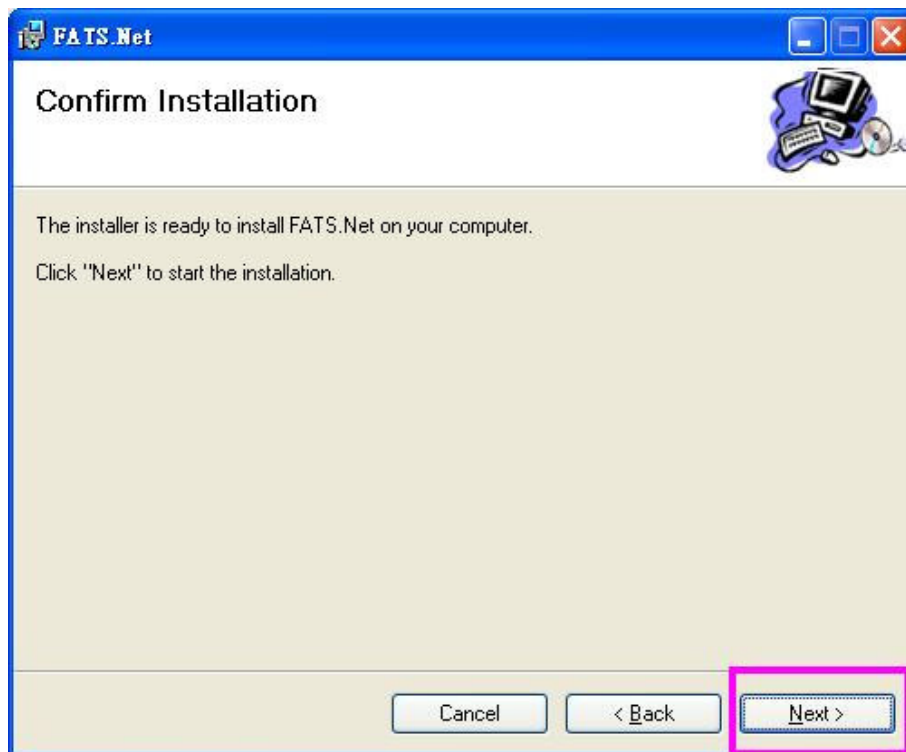 FATS.Net
Confirm Installation
The installer is ready to install FATS.Net on your computer.
Click "Next" to start the installation.
Cancel
< Back
Next >